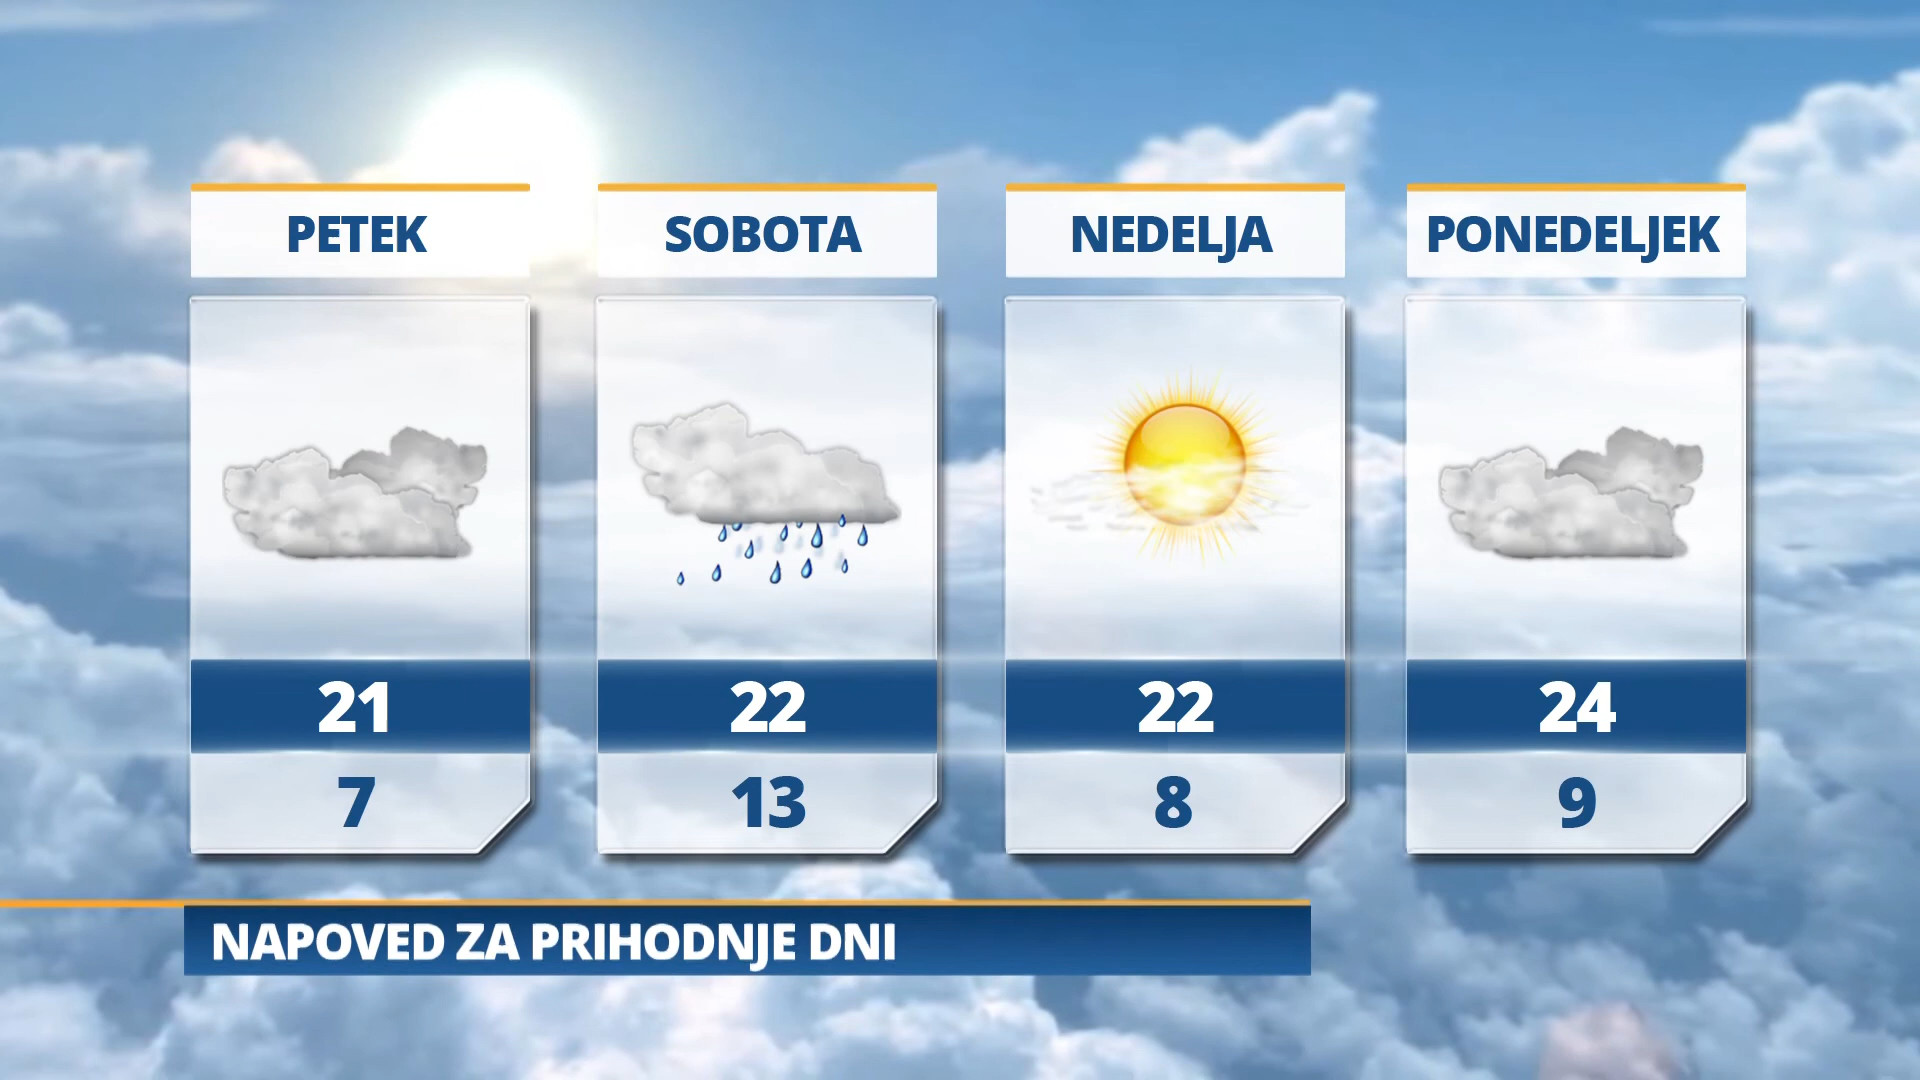 PETEK
SOBOTA
NEDELJA
PONEDELJEK
21
22
22
24
7
13
8
9
NAPOVED ZA PRIHODNJE DNI